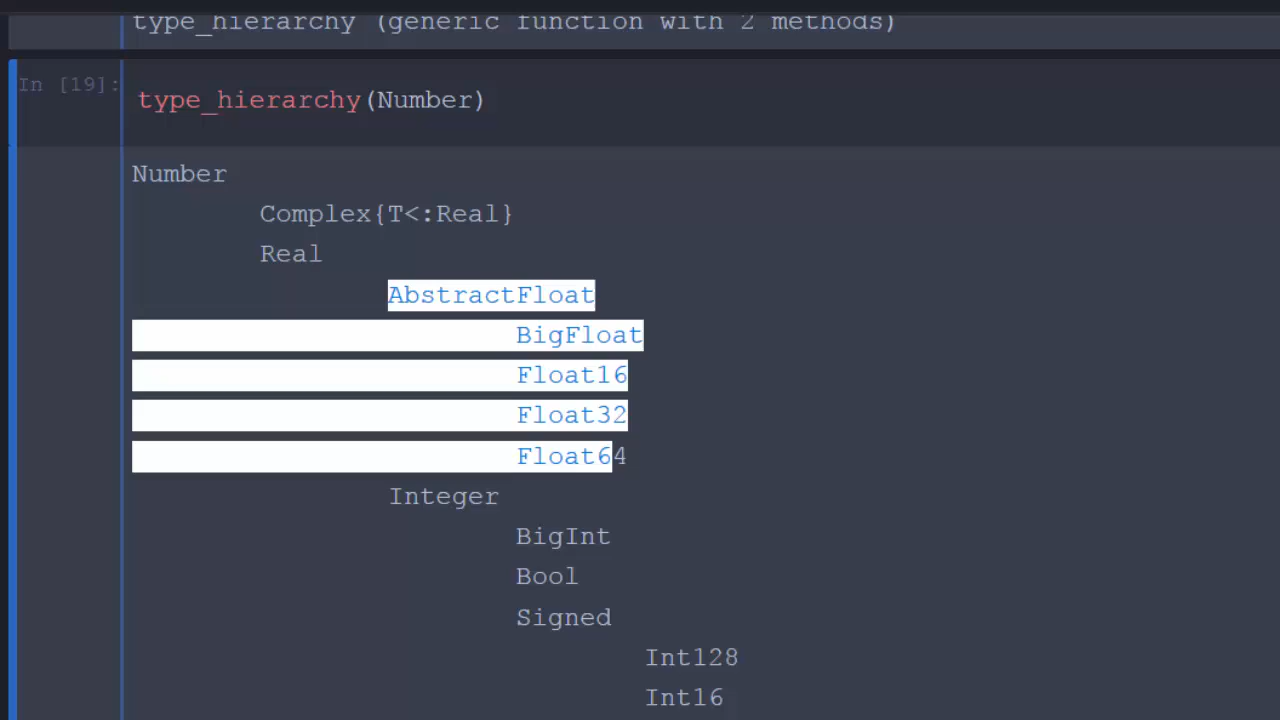 type_hierarchy (generic function with 2 methods)
In [19]:
type_hierarchy(Number)
Number
Complex{T<:Real}
Real
AbstractFloat
BigFloat
Float16
Float32
Float64
Integer
BigInt
Bool
Signed
Int128
Int16